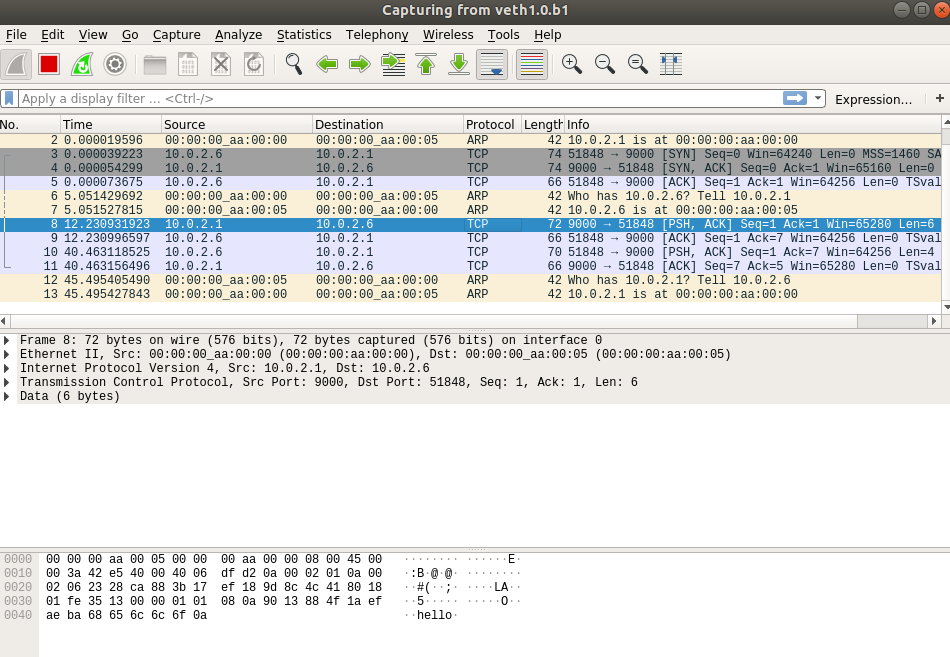 Capturing from veth1.0.b1
File Edit View Go Capture Analyze Statistics Telephony Wireless Tools Help
Apply a display filter ... <Ctrl-/> Expression... +
No. Time Source Destination Protocol Length Info
2 0.000019596 00:00:00_aa:00:00 00:00:00_aa:00:05 ARP 42 10.0.2.1 is at 00:00:00:aa:00:00
3 0.000039223 10.0.2.6 10.0.2.1 TCP 74 51848 → 9000 [SYN] Seq=0 Win=64240 Len=0 MSS=1460 SA
4 0.000054299 10.0.2.1 10.0.2.6 TCP 74 9000 → 51848 [SYN, ACK] Seq=0 Ack=1 Win=65160 Len=0
5 0.000073675 10.0.2.6 10.0.2.1 TCP 66 51848 → 9000 [ACK] Seq=1 Ack=1 Win=64256 Len=0 TSval
6 5.051429692 00:00:00_aa:00:00 00:00:00_aa:00:05 ARP 42 Who has 10.0.2.6? Tell 10.0.2.1
7 5.051527815 00:00:00_aa:00:05 00:00:00_aa:00:00 ARP 42 10.0.2.6 is at 00:00:00:aa:00:05
8 12.230931923 10.0.2.1 10.0.2.6 TCP 72 9000 → 51848 [PSH, ACK] Seq=1 Ack=1 Win=65280 Len=6
9 12.230996597 10.0.2.6 10.0.2.1 TCP 66 51848 → 9000 [ACK] Seq=1 Ack=7 Win=64256 Len=0 TSval
10 40.463118525 10.0.2.6 10.0.2.1 TCP 70 51848 → 9000 [PSH, ACK] Seq=1 Ack=7 Win=64256 Len=4
11 40.463156496 10.0.2.1 10.0.2.6 TCP 66 9000 → 51848 [ACK] Seq=7 Ack=5 Win=65280 Len=0 TSval
12 45.495405490 00:00:00_aa:00:05 00:00:00_aa:00:00 ARP 42 Who has 10.0.2.1? Tell 10.0.2.6
13 45.495427843 00:00:00_aa:00:00 00:00:00_aa:00:05 ARP 42 10.0.2.1 is at 00:00:00:aa:00:00
Frame 8: 72 bytes on wire (576 bits), 72 bytes captured (576 bits) on interface 0
Ethernet II, Src: 00:00:00_aa:00:00 (00:00:00:aa:00:00), Dst: 00:00:00_aa:00:05 (00:00:00:aa:00:05)
Internet Protocol Version 4, Src: 10.0.2.1, Dst: 10.0.2.6
Transmission Control Protocol, Src Port: 9000, Dst Port: 51848, Seq: 1, Ack: 1, Len: 6
Data (6 bytes)
0000 00 00 00 aa 00 05 00 00 00 aa 00 00 08 00 45 00 ········ ······E·
0010 00 3a 42 e5 40 00 40 06 df d2 0a 00 02 01 0a 00 ·:B·@·@· ········
0020 02 06 23 28 ca 88 3b 17 ef 18 9d 8c 4c 41 80 18 ··#(··;· ····LA··
0030 01 fe 35 13 00 00 01 01 08 0a 90 13 88 4f 1a ef ··5····· ·····O··
0040 ae ba 68 65 6c 6c 6f 0a ··hello·